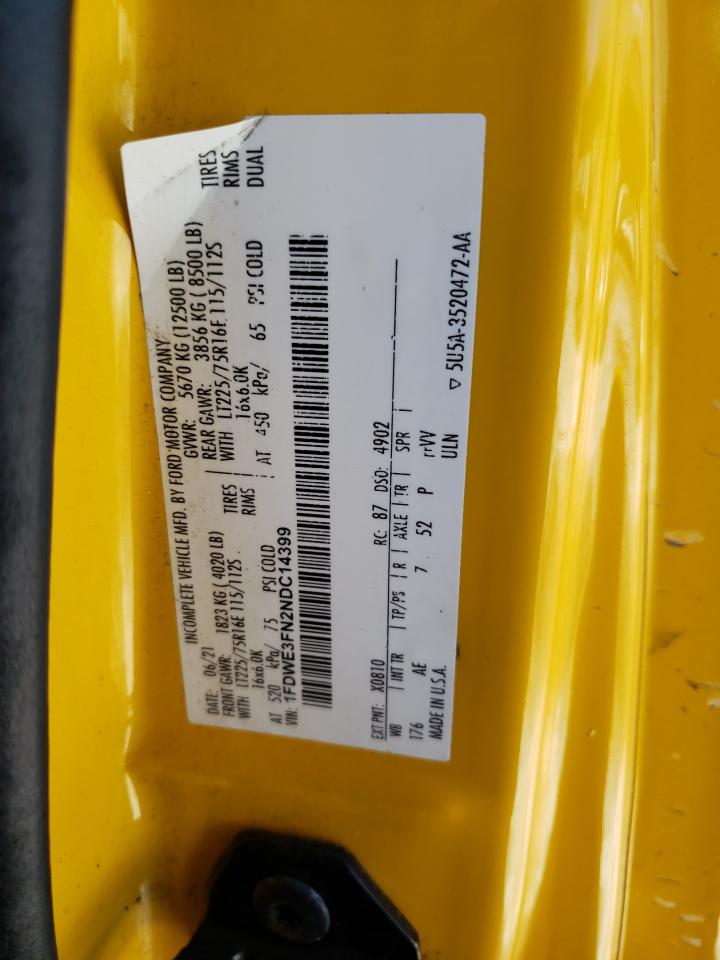 INCOMPLETE VEHICLE MFD. BY FORD MOTOR COMPANY
DATE: 06/21 GVWR: 5670 KG (12500 LB)
FRONT GAWR: 1823 KG ( 4020 LB) REAR GAWR: 3856 KG ( 8500 LB)
WITH LT225/75R16E 115/112S TIRES WITH LT225/75R16E 115/112S TIRES
16x6.0K RIMS 16x6.0K RIMS
AT 520 kPa/ 75 PSI COLD AT 450 kPa/ 65 PSI COLD DUAL
VIN: 1FDWE3FN2NDC14399
EXT PNT: X0810 RC: 87 DSO: 4902
WB INT TR TP/PS R AXLE TR SPR
176 AE 7 52 P rrVV
MADE IN U.S.A. ULN
▽ 5U5A-3520472-AA